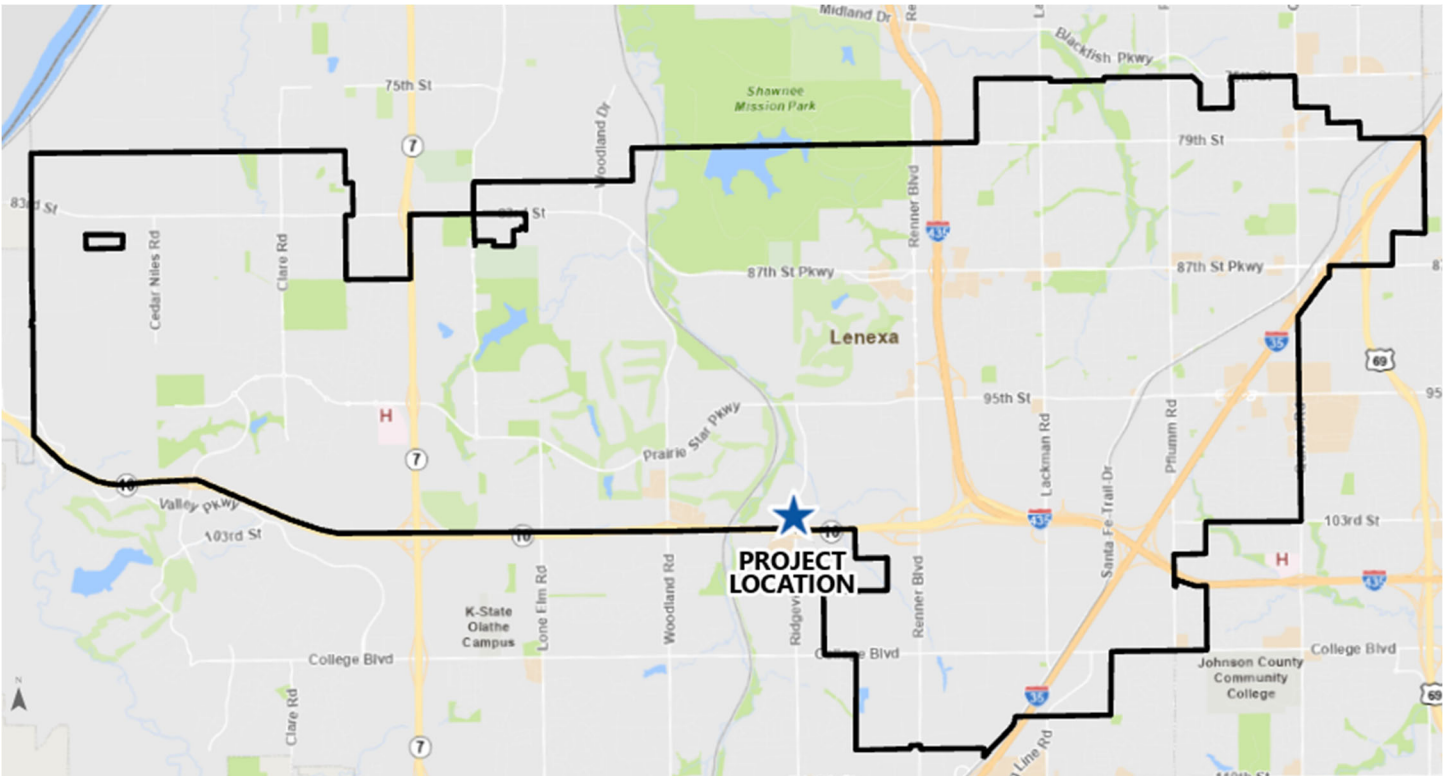 Midland Dr
Blackfish Pkwy
75th St
Shawnee
Mission Park
75th St
Woodland Dr
7
79th St
83rd St
Renner Blvd
Cedar Niles Rd
Clare Rd
435
87th St Pkwy
87th St Pkwy
Lenexa
35
69
H
95th St
95
Prairie Star Pkwy
Lackman Rd
Pflumm Rd
7
10
Valley Pkwy
103rd St
10
10
435
Santa Fe Trail Dr
103rd St
PROJECT
LOCATION
H
435
K-State
Olathe
Campus
Lone Elm Rd
Woodland Rd
Renner Blvd
College Blvd
College Blvd
College Blvd
Johnson County
Community
College
N
Clare Rd
35
69
7
Line Rd